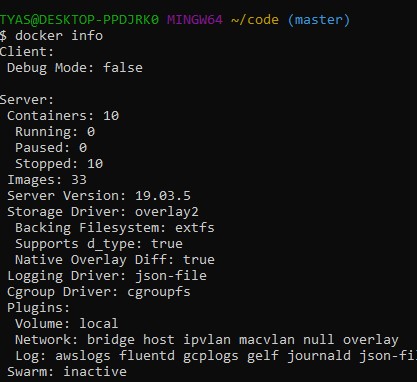 TYAS@DESKTOP-PPDJRK0 MINGW64 ~/code (master)
$ docker info
Client:
 Debug Mode: false

Server:
 Containers: 10
  Running: 0
  Paused: 0
  Stopped: 10
 Images: 33
 Server Version: 19.03.5
 Storage Driver: overlay2
  Backing Filesystem: extfs
  Supports d_type: true
  Native Overlay Diff: true
 Logging Driver: json-file
 Cgroup Driver: cgroupfs
 Plugins:
  Volume: local
  Network: bridge host ipvlan macvlan null overlay
  Log: awslogs fluentd gcplogs gelf journald json-fi
 Swarm: inactive